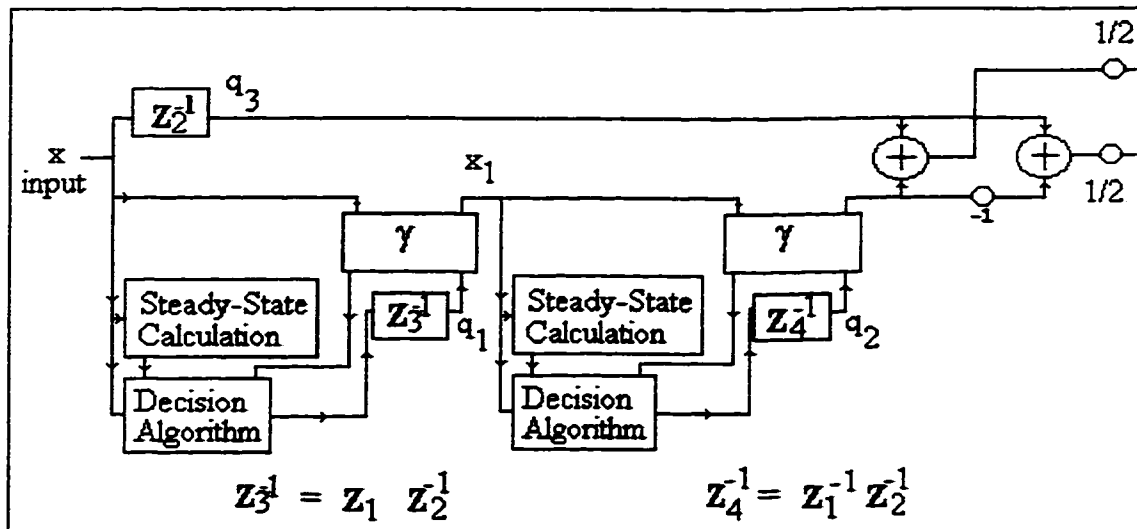 1/2
q₃
z₂⁻¹
x
input
x₁
1/2
-1
γ
γ
Steady-State
Calculation
z₃⁻¹
q₁
Steady-State
Calculation
z₄⁻¹
q₂
Decision
Algorithm
Decision
Algorithm
z₃⁻¹ = z₁ z₂⁻¹
z₄⁻¹ = z₁⁻¹ z₂⁻¹